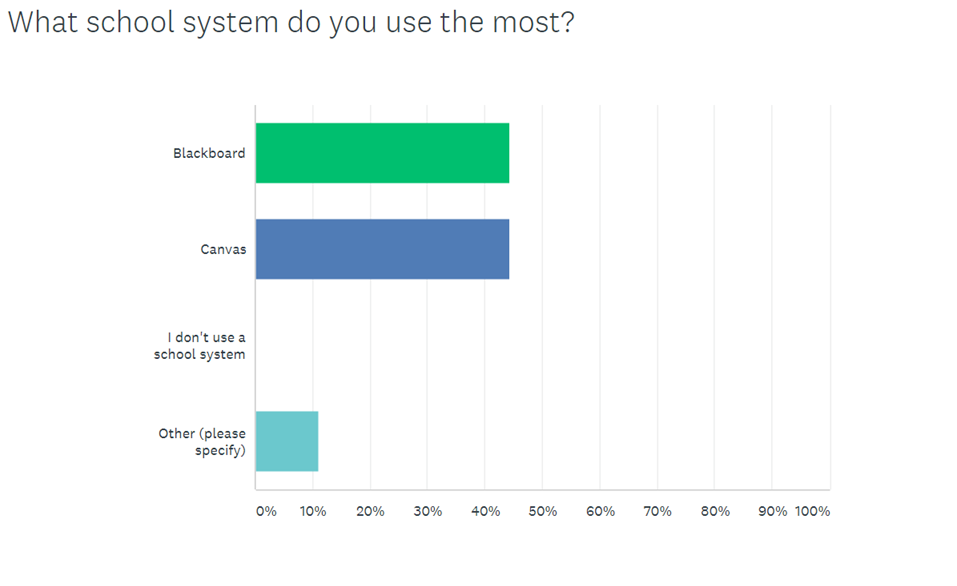 What school system do you use the most?
Blackboard
Canvas
I don't use a
school system
Other (please
specify)
0% 10% 20% 30% 40% 50% 60% 70% 80% 90% 100%